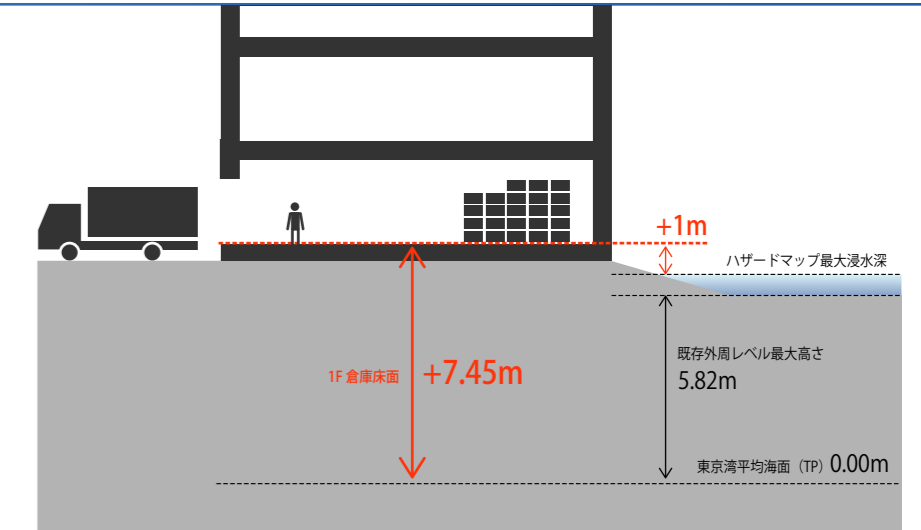 +1m
ハザードマップ最大浸水深
既存外周レベル最大高さ
5.82m
1F 倉庫床面 +7.45m
東京湾平均海面（TP）0.00m